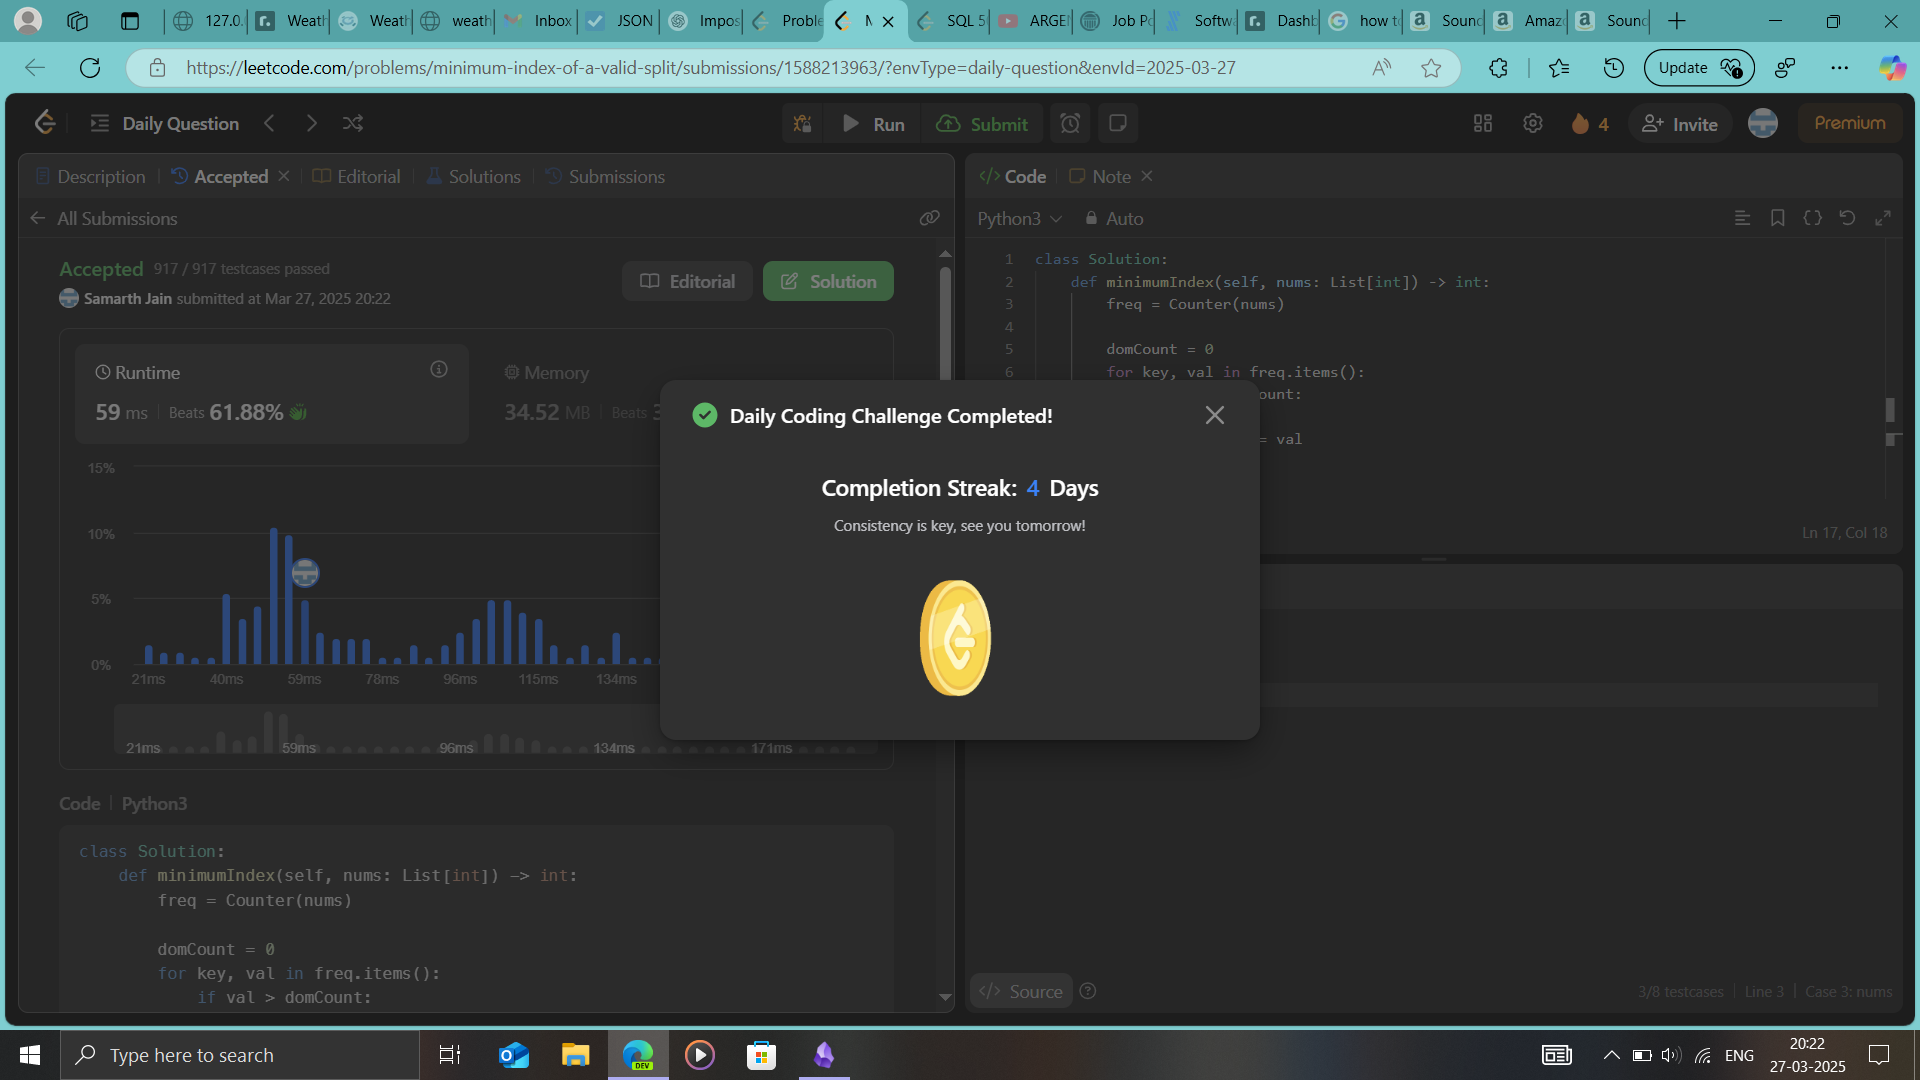 127.0.
Weath
Weath
weath
Inbox
JSON
Impos
Proble
SQL 5
ARGE
Job Po
Softwa
Dashb
how to
Sound
Amazo
Sound
https://leetcode.com/problems/minimum-index-of-a-valid-split/submissions/1588213963/?envType=daily-question&envId=2025-03-27
Update
Daily Question
Run
Submit
4
Invite
Premium
Description
Accepted
Editorial
Solutions
Submissions
All Submissions
Accepted 917 / 917 testcases passed
Samarth Jain submitted at Mar 27, 2025 20:22
Editorial
Solution
Runtime
59 ms | Beats 61.88%
Memory
34.52 MB | Beats 3
15%
10%
5%
0%
21ms 40ms 59ms 78ms 96ms 115ms 134ms
21ms 59ms 96ms 134ms 171ms
Code | Python3
class Solution:
def minimumIndex(self, nums: List[int]) -> int:
freq = Counter(nums)
domCount = 0
for key, val in freq.items():
if val > domCount:
Code
Note
Python3
Auto
1 class Solution:
2 def minimumIndex(self, nums: List[int]) -> int:
3 freq = Counter(nums)
4
5 domCount = 0
6 for key, val in freq.items():
ount:
= val
Ln 17, Col 18
Daily Coding Challenge Completed!
Completion Streak: 4 Days
Consistency is key, see you tomorrow!
</> Source
3/8 testcases | Line 3 | Case 3: nums
Type here to search
DEV
ENG
20:22
27-03-2025